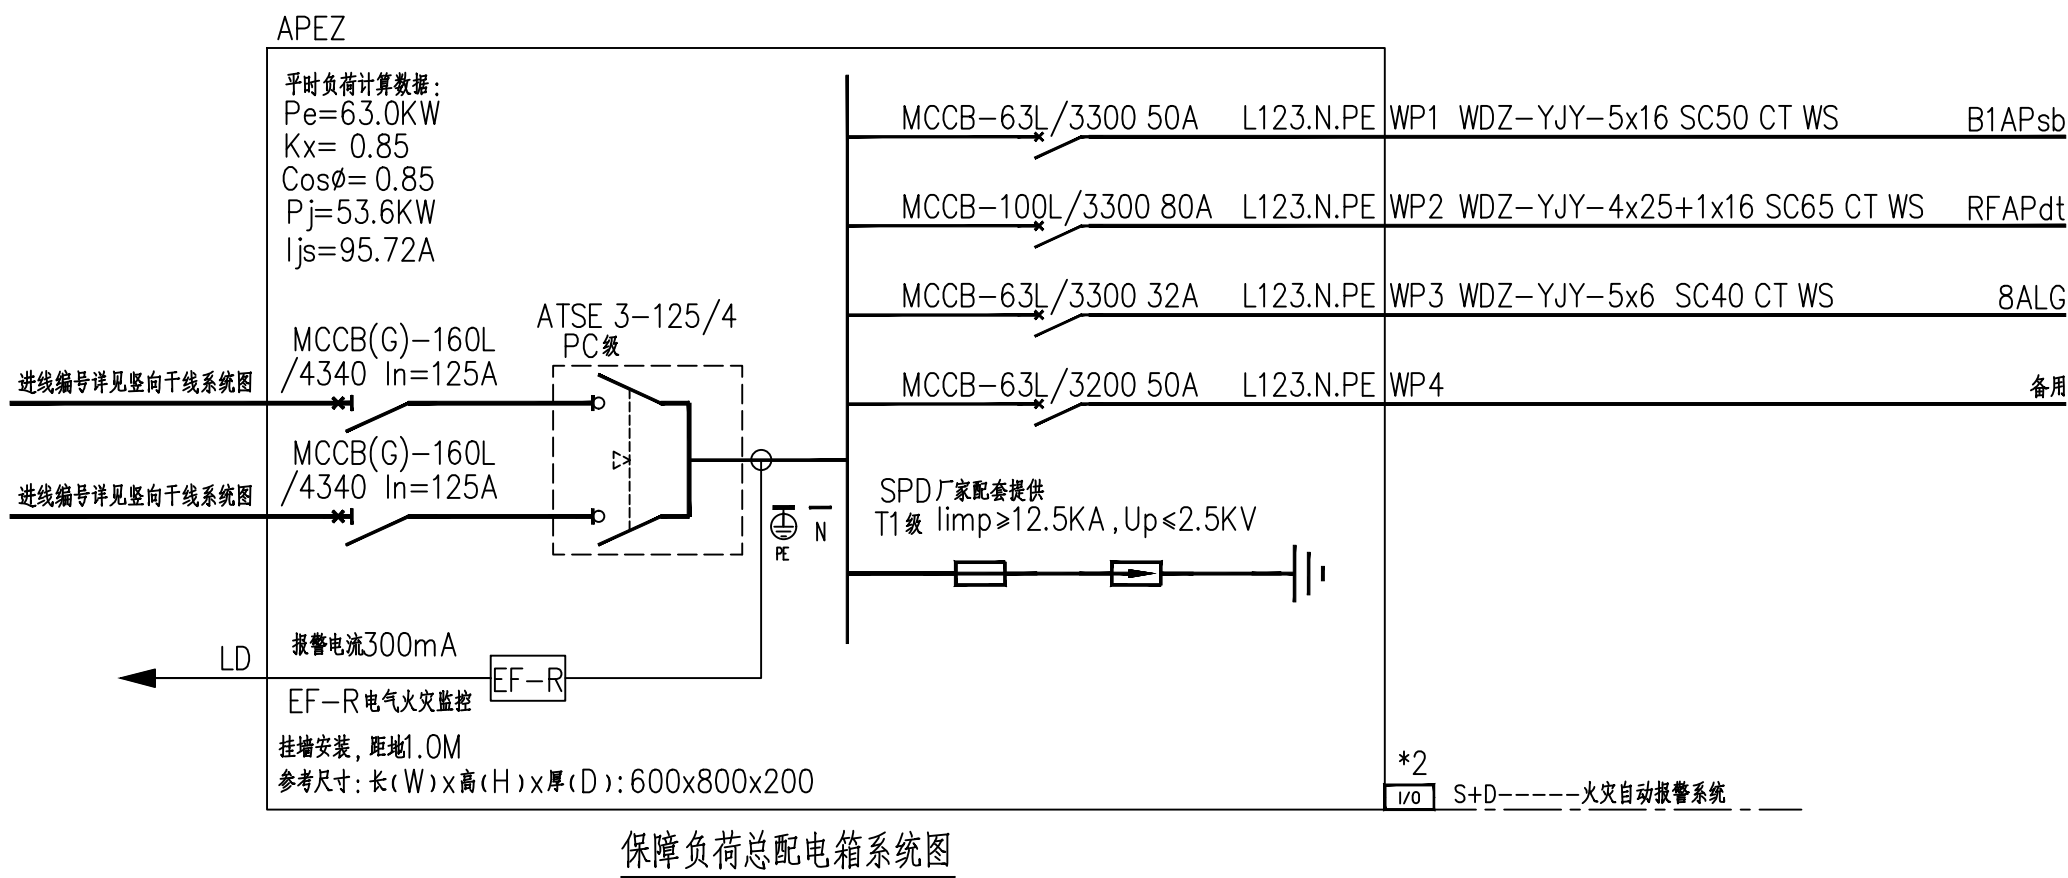 APEZ
平时负荷计算数据:
Pe=63.0KW
Kx= 0.85
Cosø= 0.85
Pj=53.6KW
Ijs=95.72A
MCCB-63L/3300 50A L123.N.PE WP1 WDZ-YJY-5x16 SC50 CT WS B1APsb
MCCB-100L/3300 80A L123.N.PE WP2 WDZ-YJY-4x25+1x16 SC65 CT WS RFAPdt
MCCB-63L/3300 32A L123.N.PE WP3 WDZ-YJY-5x6 SC40 CT WS 8ALG
MCCB-63L/3200 50A L123.N.PE WP4 备用
ATSE 3-125/4
PC级
MCCB(G)-160L
/4340 In=125A
进线编号详见竖向干线系统图
MCCB(G)-160L
/4340 In=125A
进线编号详见竖向干线系统图
PE
N
SPD厂家配套提供
T1级 Iimp≥12.5KA,Up≤2.5KV
LD
报警电流300mA
EF-R
EF-R电气火灾监控
挂墙安装,距地1.0M
参考尺寸:长(W)x高(H)x厚(D):600x800x200
*2
I/O
S+D-----火灾自动报警系统
保障负荷总配电箱系统图